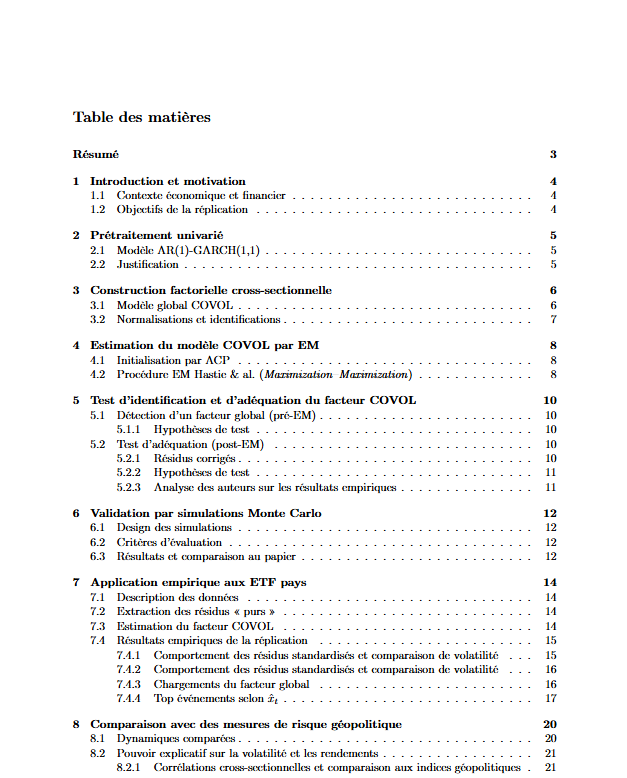 Table des matières
Résumé 3
1 Introduction et motivation 4
1.1 Contexte économique et financier . . . . . . . . . . . . . . . . . . . . . . . . . . . 4
1.2 Objectifs de la réplication . . . . . . . . . . . . . . . . . . . . . . . . . . . 4
2 Prétraitement univarié 5
2.1 Modèle AR(1)-GARCH(1,1) . . . . . . . . . . . . . . . . . . . . . . . . . . . 5
2.2 Justification . . . . . . . . . . . . . . . . . . . . . . . . . . . 5
3 Construction factorielle cross-sectionnelle 6
3.1 Modèle global COVOL . . . . . . . . . . . . . . . . . . . . . . . . . . . 6
3.2 Normalisations et identifications . . . . . . . . . . . . . . . . . . . . . . . . . . . 7
4 Estimation du modèle COVOL par EM 8
4.1 Initialisation par ACP . . . . . . . . . . . . . . . . . . . . . . . . . . . 8
4.2 Procédure EM Hastie & al. (Maximization Maximization) . . . . . . . . . . . . 8
5 Test d'identification et d'adéquation du facteur COVOL 10
5.1 Détection d'un facteur global (pré-EM) . . . . . . . . . . . . . . . . . . . . . 10
5.1.1 Hypothèses de test . . . . . . . . . . . . . . . . . . . . . . . . . . . 10
5.2 Test d'adéquation (post-EM) . . . . . . . . . . . . . . . . . . . . . . . . . . 10
5.2.1 Résidus corrigés . . . . . . . . . . . . . . . . . . . . . . . . . . . 10
5.2.2 Hypothèses de test . . . . . . . . . . . . . . . . . . . . . . . . . . . 11
5.2.3 Analyse des auteurs sur les résultats empiriques . . . . . . . . . . . . . . 11
6 Validation par simulations Monte Carlo 12
6.1 Design des simulations . . . . . . . . . . . . . . . . . . . . . . . . . . . 12
6.2 Critères d'évaluation . . . . . . . . . . . . . . . . . . . . . . . . . . . 12
6.3 Résultats et comparaison au papier . . . . . . . . . . . . . . . . . . . . . . . 12
7 Application empirique aux ETF pays 14
7.1 Description des données . . . . . . . . . . . . . . . . . . . . . . . . . . . 14
7.2 Extraction des résidus « purs » . . . . . . . . . . . . . . . . . . . . . . . . . 14
7.3 Estimation du facteur COVOL . . . . . . . . . . . . . . . . . . . . . . . . . 14
7.4 Résultats empiriques de la réplication . . . . . . . . . . . . . . . . . . . . . . 15
7.4.1 Comportement des résidus standardisés et comparaison de volatilité . . . 15
7.4.2 Comportement des résidus standardisés et comparaison de volatilité . . . 16
7.4.3 Chargements du facteur global . . . . . . . . . . . . . . . . . . . . . . 16
7.4.4 Top événements selon x̂t . . . . . . . . . . . . . . . . . . . . . . . . . 17
8 Comparaison avec des mesures de risque géopolitique 20
8.1 Dynamiques comparées . . . . . . . . . . . . . . . . . . . . . . . . . . . 20
8.2 Pouvoir explicatif sur la volatilité et les rendements . . . . . . . . . . . . . . . . 21
8.2.1 Corrélations cross-sectionnelles et comparaison aux indices géopolitiques . 21